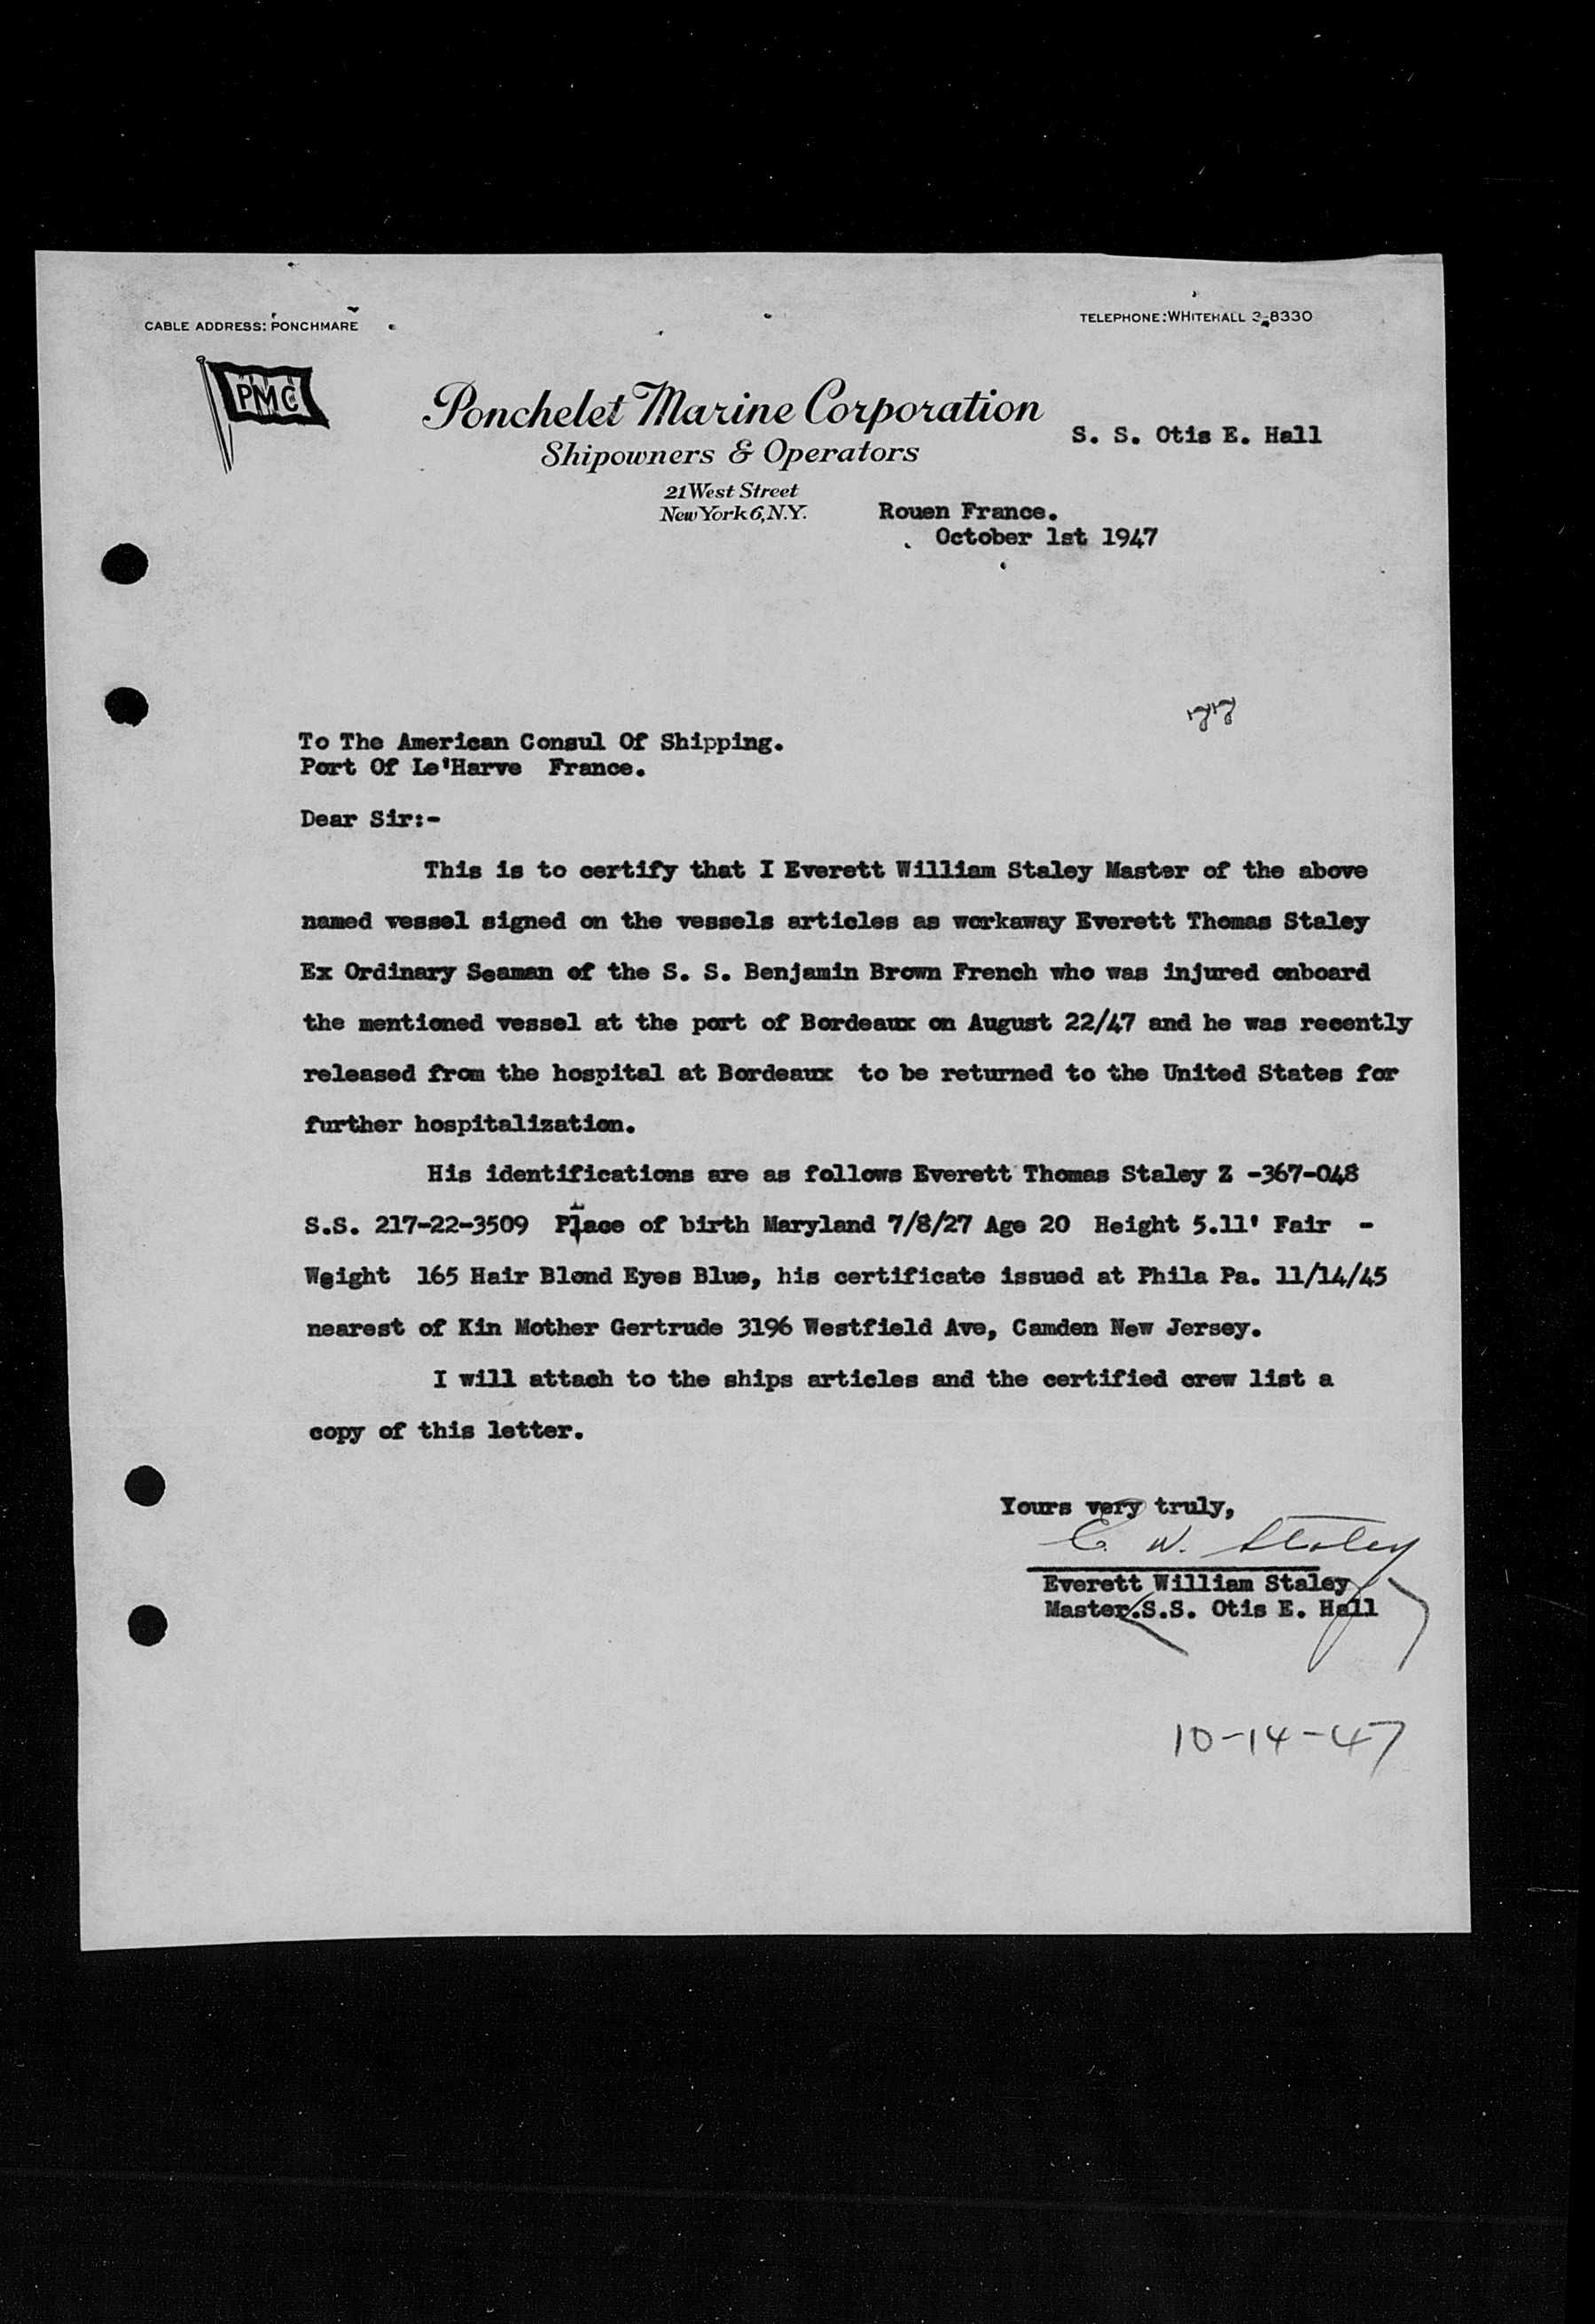 CABLE ADDRESS: PONCHMARE
TELEPHONE: WHITEHALL 3-8330
PMC
Ponchelet Marine Corporation
S. S. Otis E. Hall
Shipowners & Operators
21 West Street
New York 6, N.Y.
Rouen France.
October 1st 1947
To The American Consul Of Shipping.
Port Of Le'Harve France.
Dear Sir:-
This is to certify that I Everett William Staley Master of the above
named vessel signed on the vessels articles as workaway Everett Thomas Staley
Ex Ordinary Seaman of the S. S. Benjamin Brown French who was injured onboard
the mentioned vessel at the port of Bordeaux on August 22/47 and he was recently
released from the hospital at Bordeaux to be returned to the United States for
further hospitalization.
His identifications are as follows Everett Thomas Staley Z -367-048
S.S. 217-22-3509 Place of birth Maryland 7/8/27 Age 20 Height 5.11' Fair -
Weight 165 Hair Blond Eyes Blue, his certificate issued at Phila Pa. 11/14/45
nearest of Kin Mother Gertrude 3196 Westfield Ave, Camden New Jersey.
I will attach to the ships articles and the certified crew list a
copy of this letter.
Yours very truly,
E. W. Staley
Everett William Staley
Master.S.S. Otis E. Hall
10-14-47